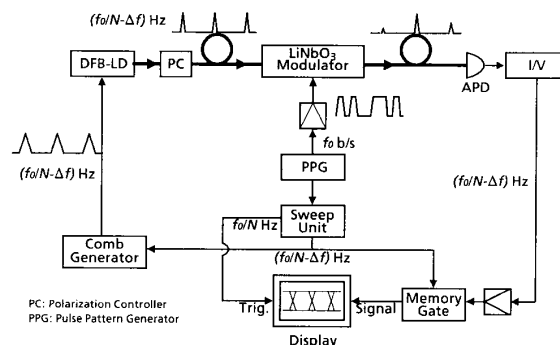 (f0/N-Δf) Hz
DFB-LD
PC
LiNbO3
Modulator
APD
I/V
f0 b/s
(f0/N-Δf) Hz
(f0/N-Δf) Hz
PPG
f0/N Hz
Sweep
Unit
(f0/N-Δf) Hz
Comb
Generator
PC: Polarization Controller
PPG: Pulse Pattern Generator
Trig.
Signal
Memory
Gate
Display